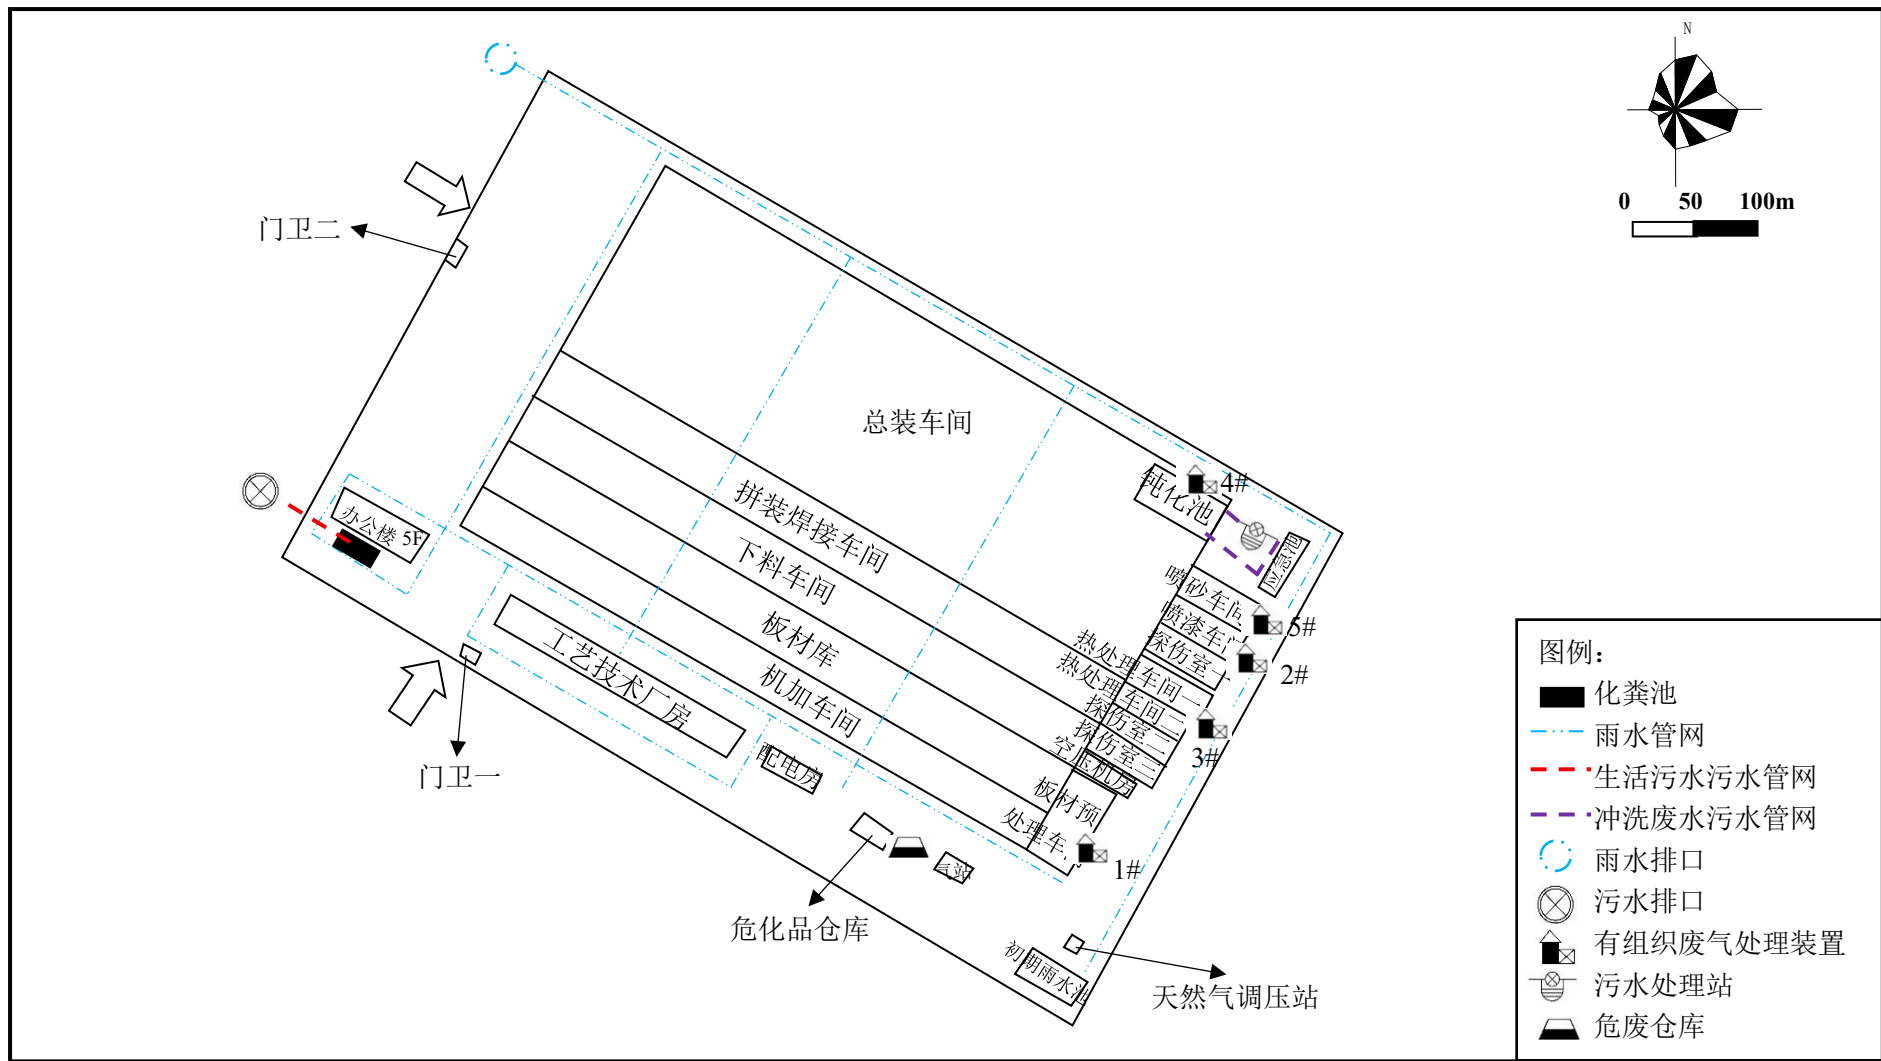 N
0 50 100m
门卫二
总装车间
钝化池
4#
拼装焊接车间
办公楼 5F
应急池
下料车间
喷砂车间
5#
喷漆车间
板材库
探伤室一
2#
热处理车间一
工艺技术厂房
机加车间
热处理车间二
探伤室二
探伤室三
3#
空压机房
配电房
门卫一
板材预
处理车
1#
气站
危化品仓库
初期雨水池
天然气调压站
图例：
化粪池
雨水管网
生活污水污水管网
冲洗废水污水管网
雨水排口
污水排口
有组织废气处理装置
污水处理站
危废仓库